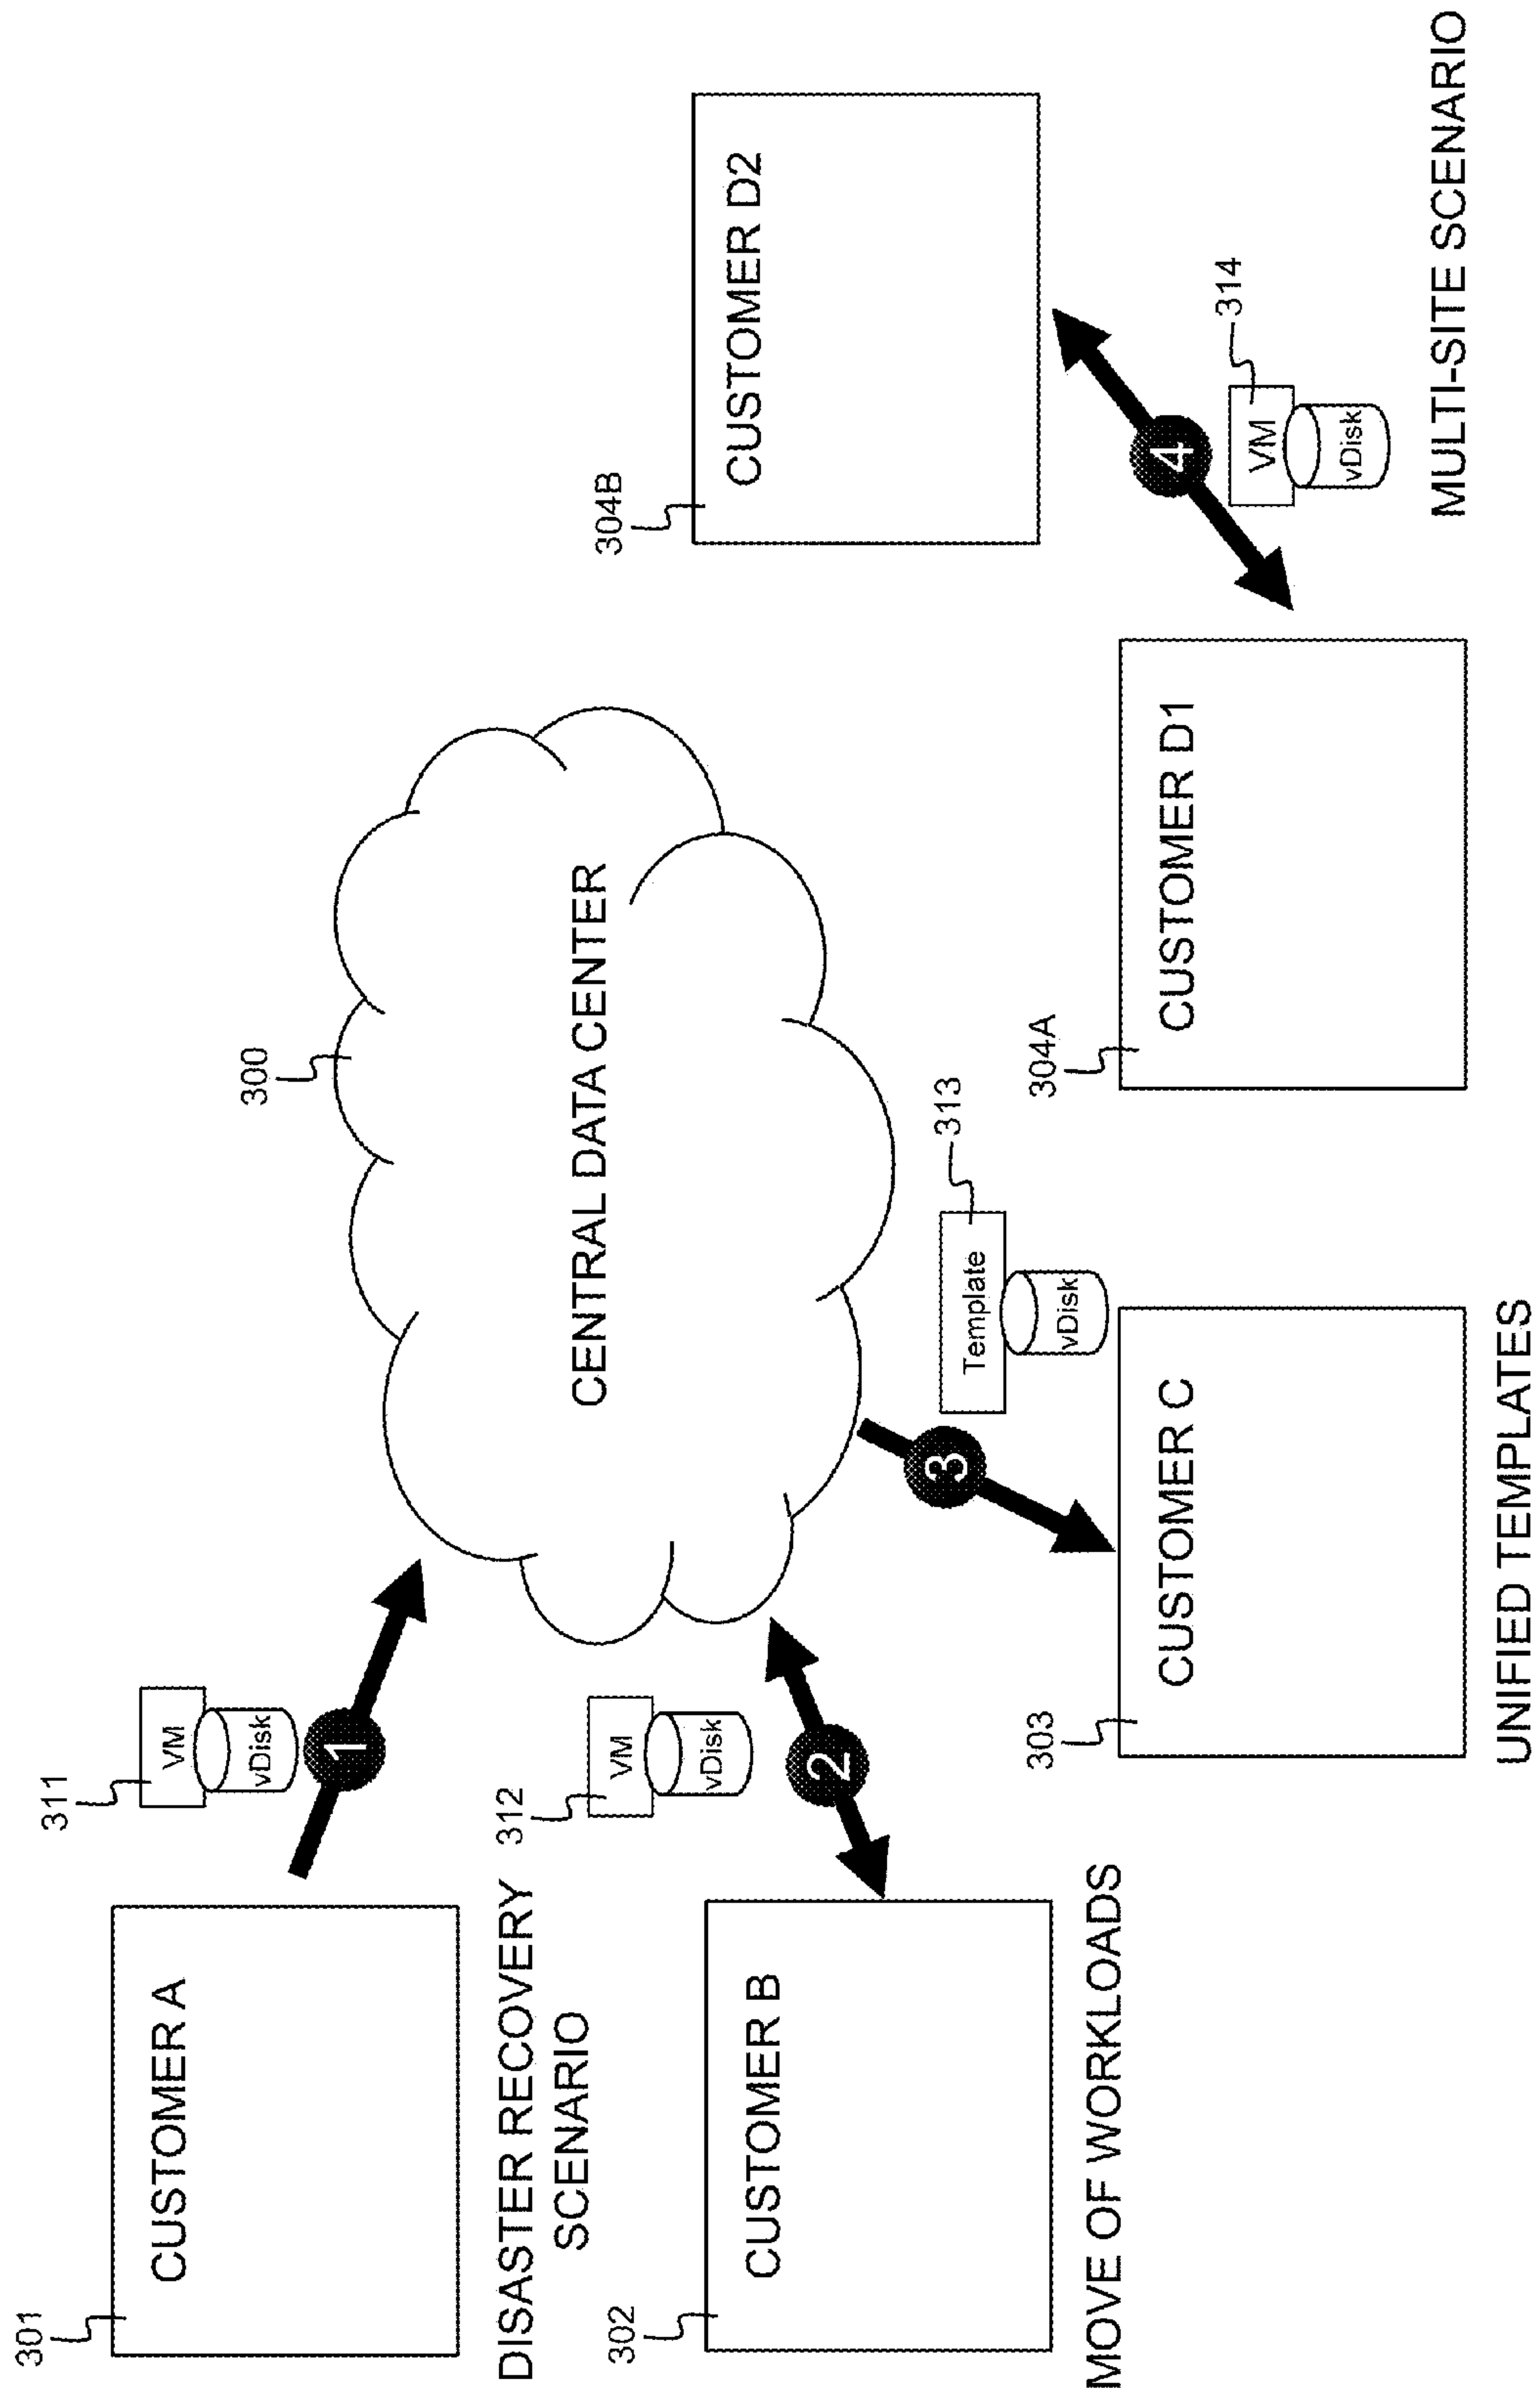 301
CUSTOMER A
DISASTER RECOVERY
SCENARIO
311
VM
vDisk
1
300
CENTRAL DATA CENTER
302
CUSTOMER B
MOVE OF WORKLOADS
312
VM
vDisk
2
303
CUSTOMER C
UNIFIED TEMPLATES
3
Template
vDisk
313
304A
CUSTOMER D1
304B
CUSTOMER D2
4
VM
vDisk
314
MULTI-SITE SCENARIO